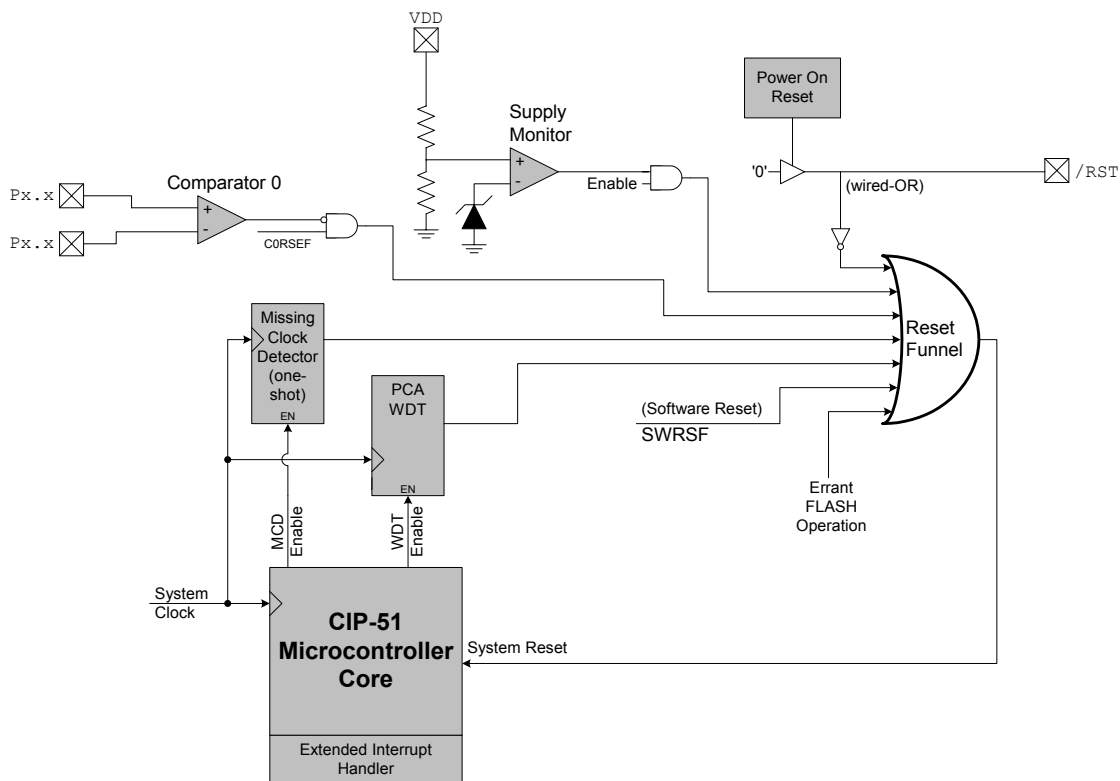 VDD
Power On
Reset
Supply
Monitor
+
-
Enable
'0'
(wired-OR)
/RST
Px.x
Px.x
Comparator 0
+
-
C0RSEF
Missing
Clock
Detector
(one-
shot)
EN
PCA
WDT
EN
Reset
Funnel
(Software Reset)
SWRSF
Errant
FLASH
Operation
MCD
Enable
WDT
Enable
System
Clock
CIP-51
Microcontroller
Core
System Reset
Extended Interrupt
Handler